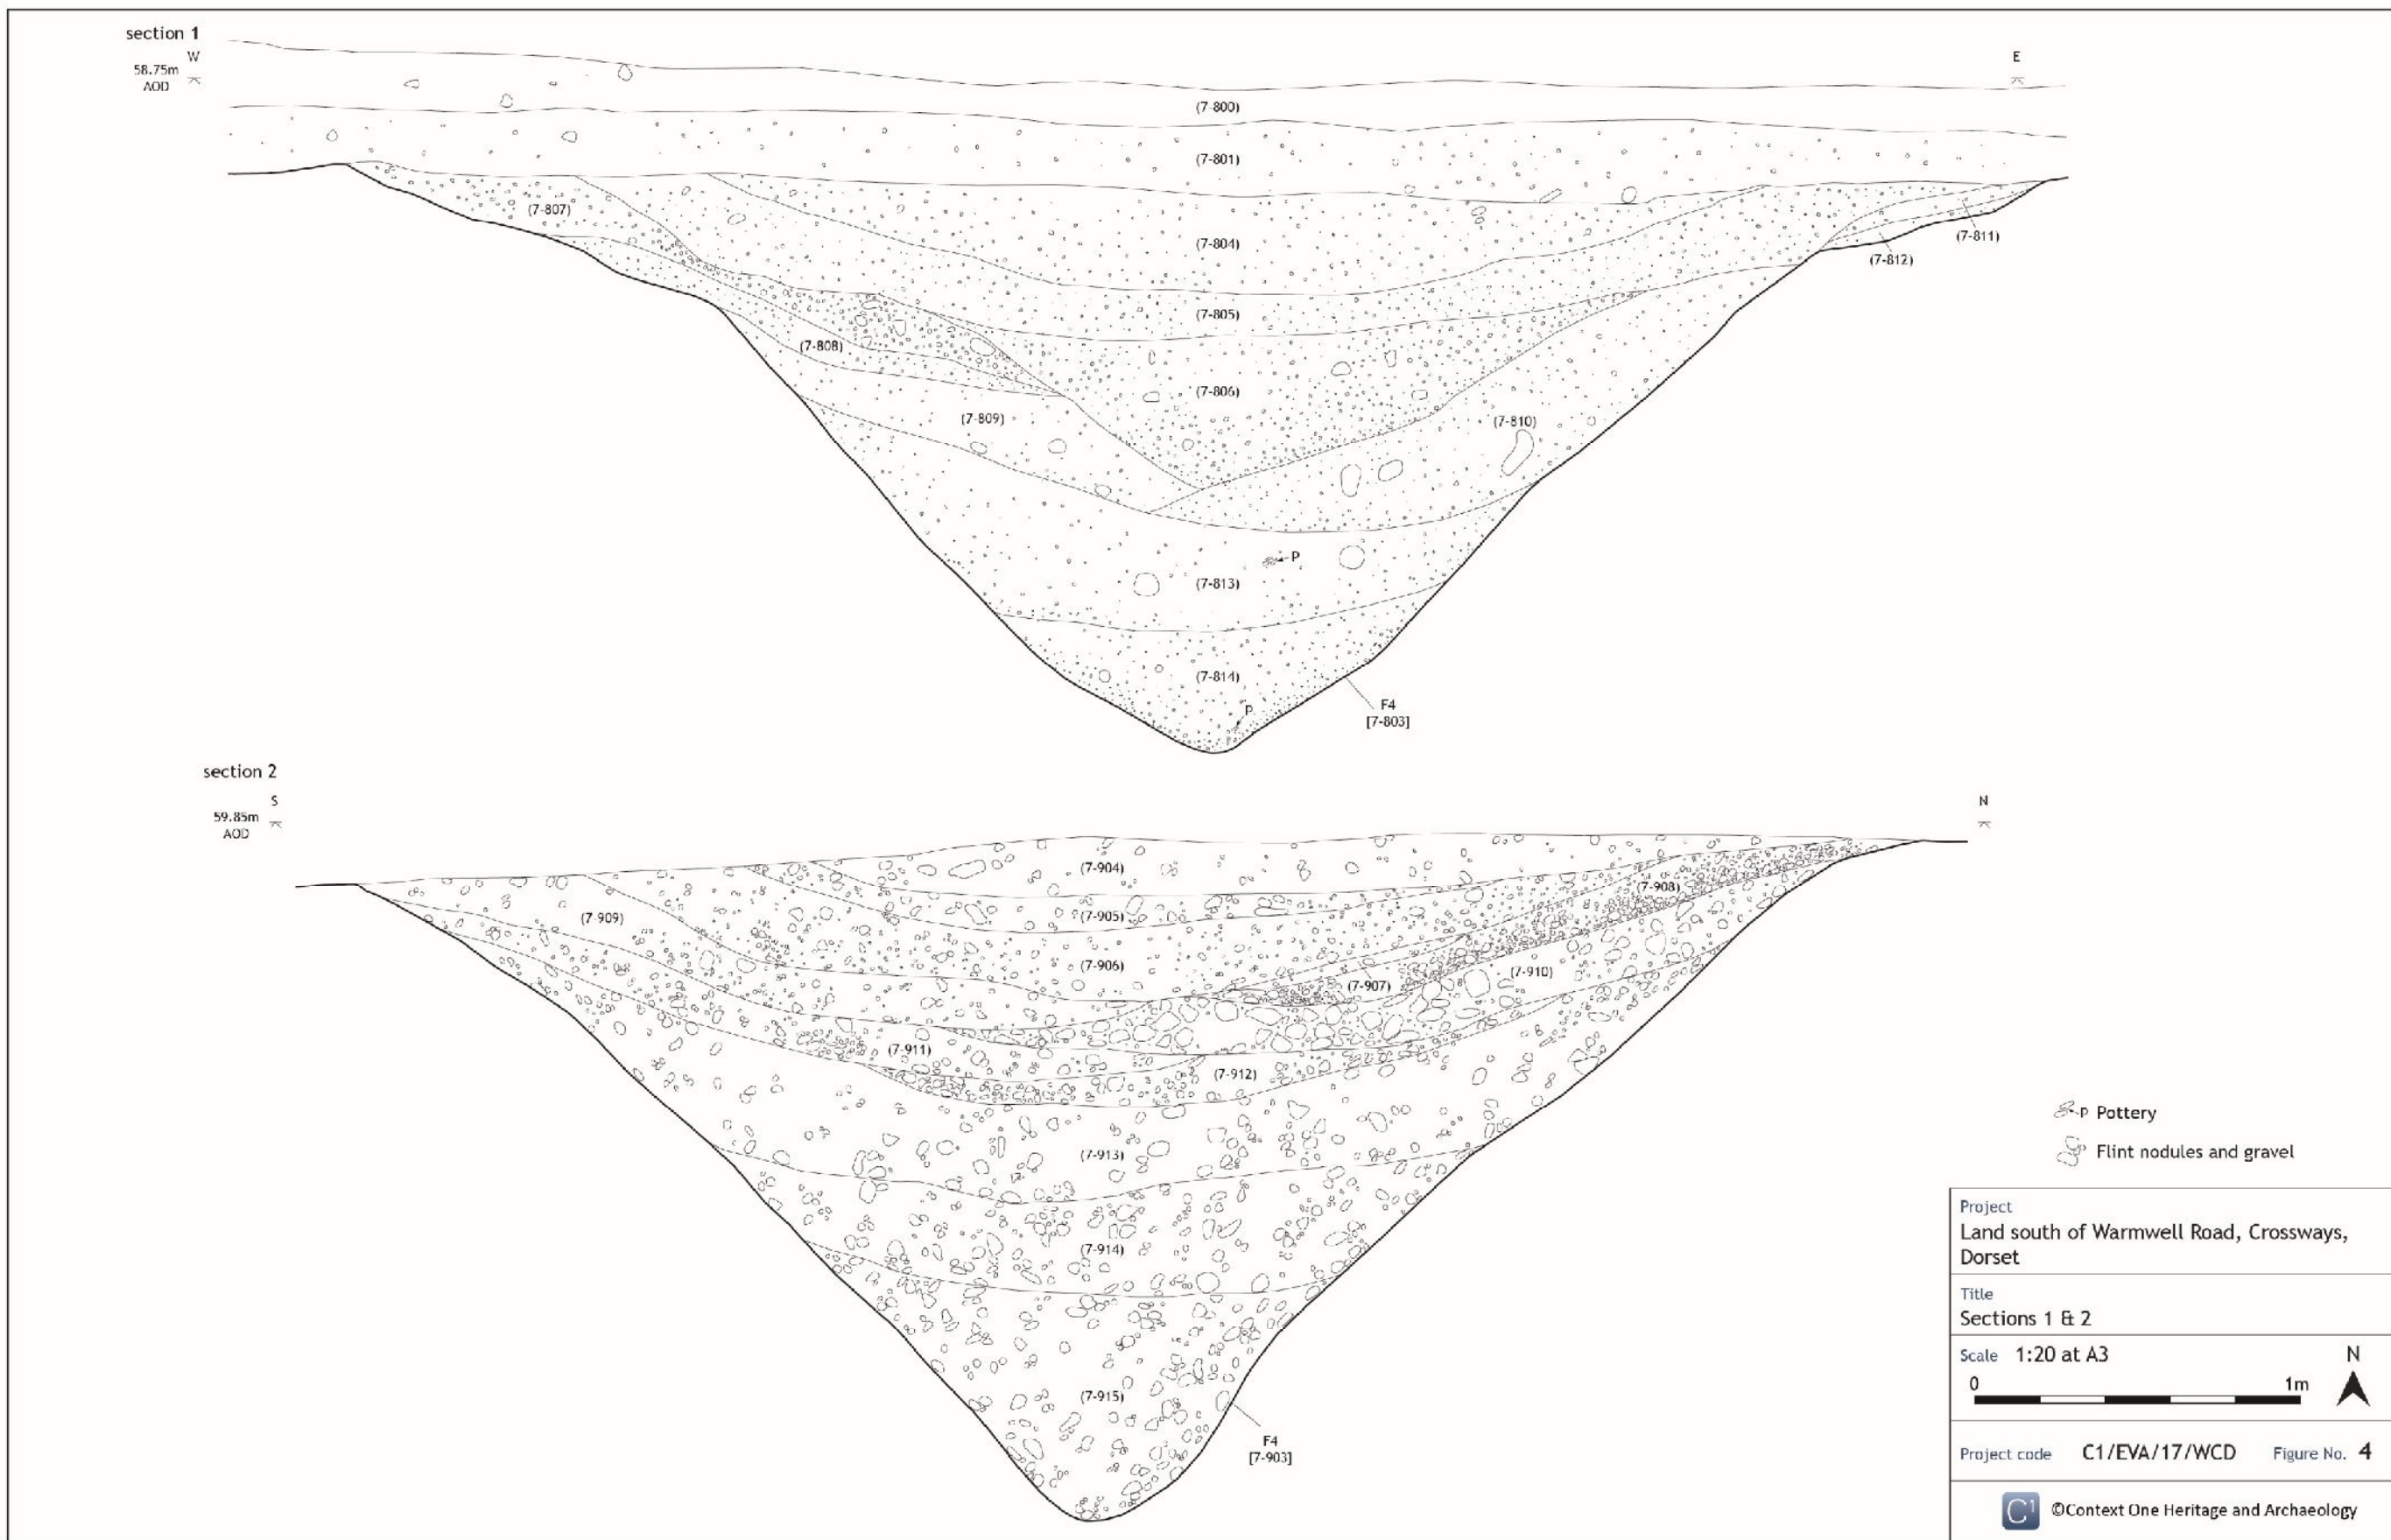 section 1
W
58.75m
AOD
E
(7-800)
(7-801)
(7-807)
(7-804)
(7-811)
(7-812)
(7-805)
(7-808)
(7-806)
(7-809)
(7-810)
P
(7-813)
(7-814)
P
F4
[7-803]
section 2
S
59.85m
AOD
N
(7-904)
(7-908)
(7-905)
(7-909)
(7-906)
(7-910)
(7-907)
(7-911)
(7-912)
(7-913)
(7-914)
(7-915)
F4
[7-903]
P Pottery
Flint nodules and gravel
Project
Land south of Warmwell Road, Crossways,
Dorset
Title
Sections 1 & 2
Scale 1:20 at A3
N
0 1m
Project code C1/EVA/17/WCD Figure No. 4
C1 ©Context One Heritage and Archaeology